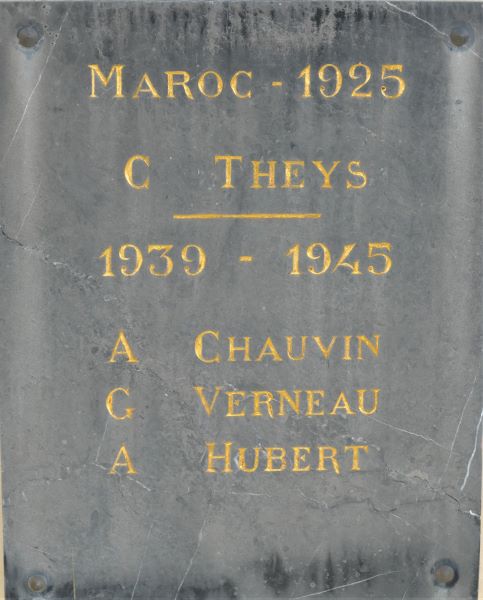 MAROC - 1925
C THEYS
1939 - 1945
A CHAUVIN
G VERNEAU
A HUBERT